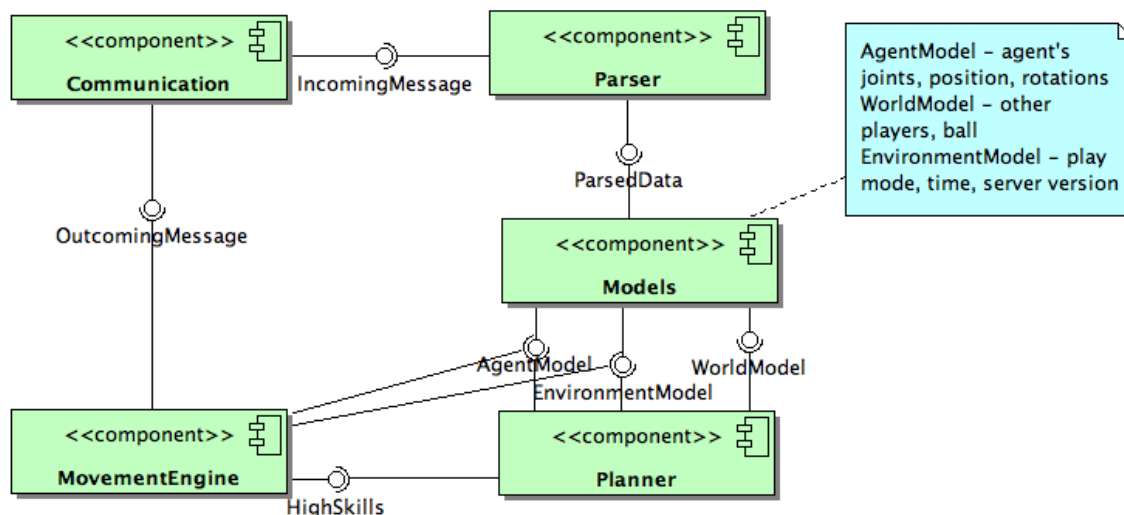 <<component>>
Communication
IncomingMessage
<<component>>
Parser
AgentModel – agent's
joints, position, rotations
WorldModel – other
players, ball
EnvironmentModel – play
mode, time, server version
ParsedData
OutcomingMessage
<<component>>
Models
AgentModel
WorldModel
EnvironmentModel
<<component>>
MovementEngine
HighSkills
<<component>>
Planner